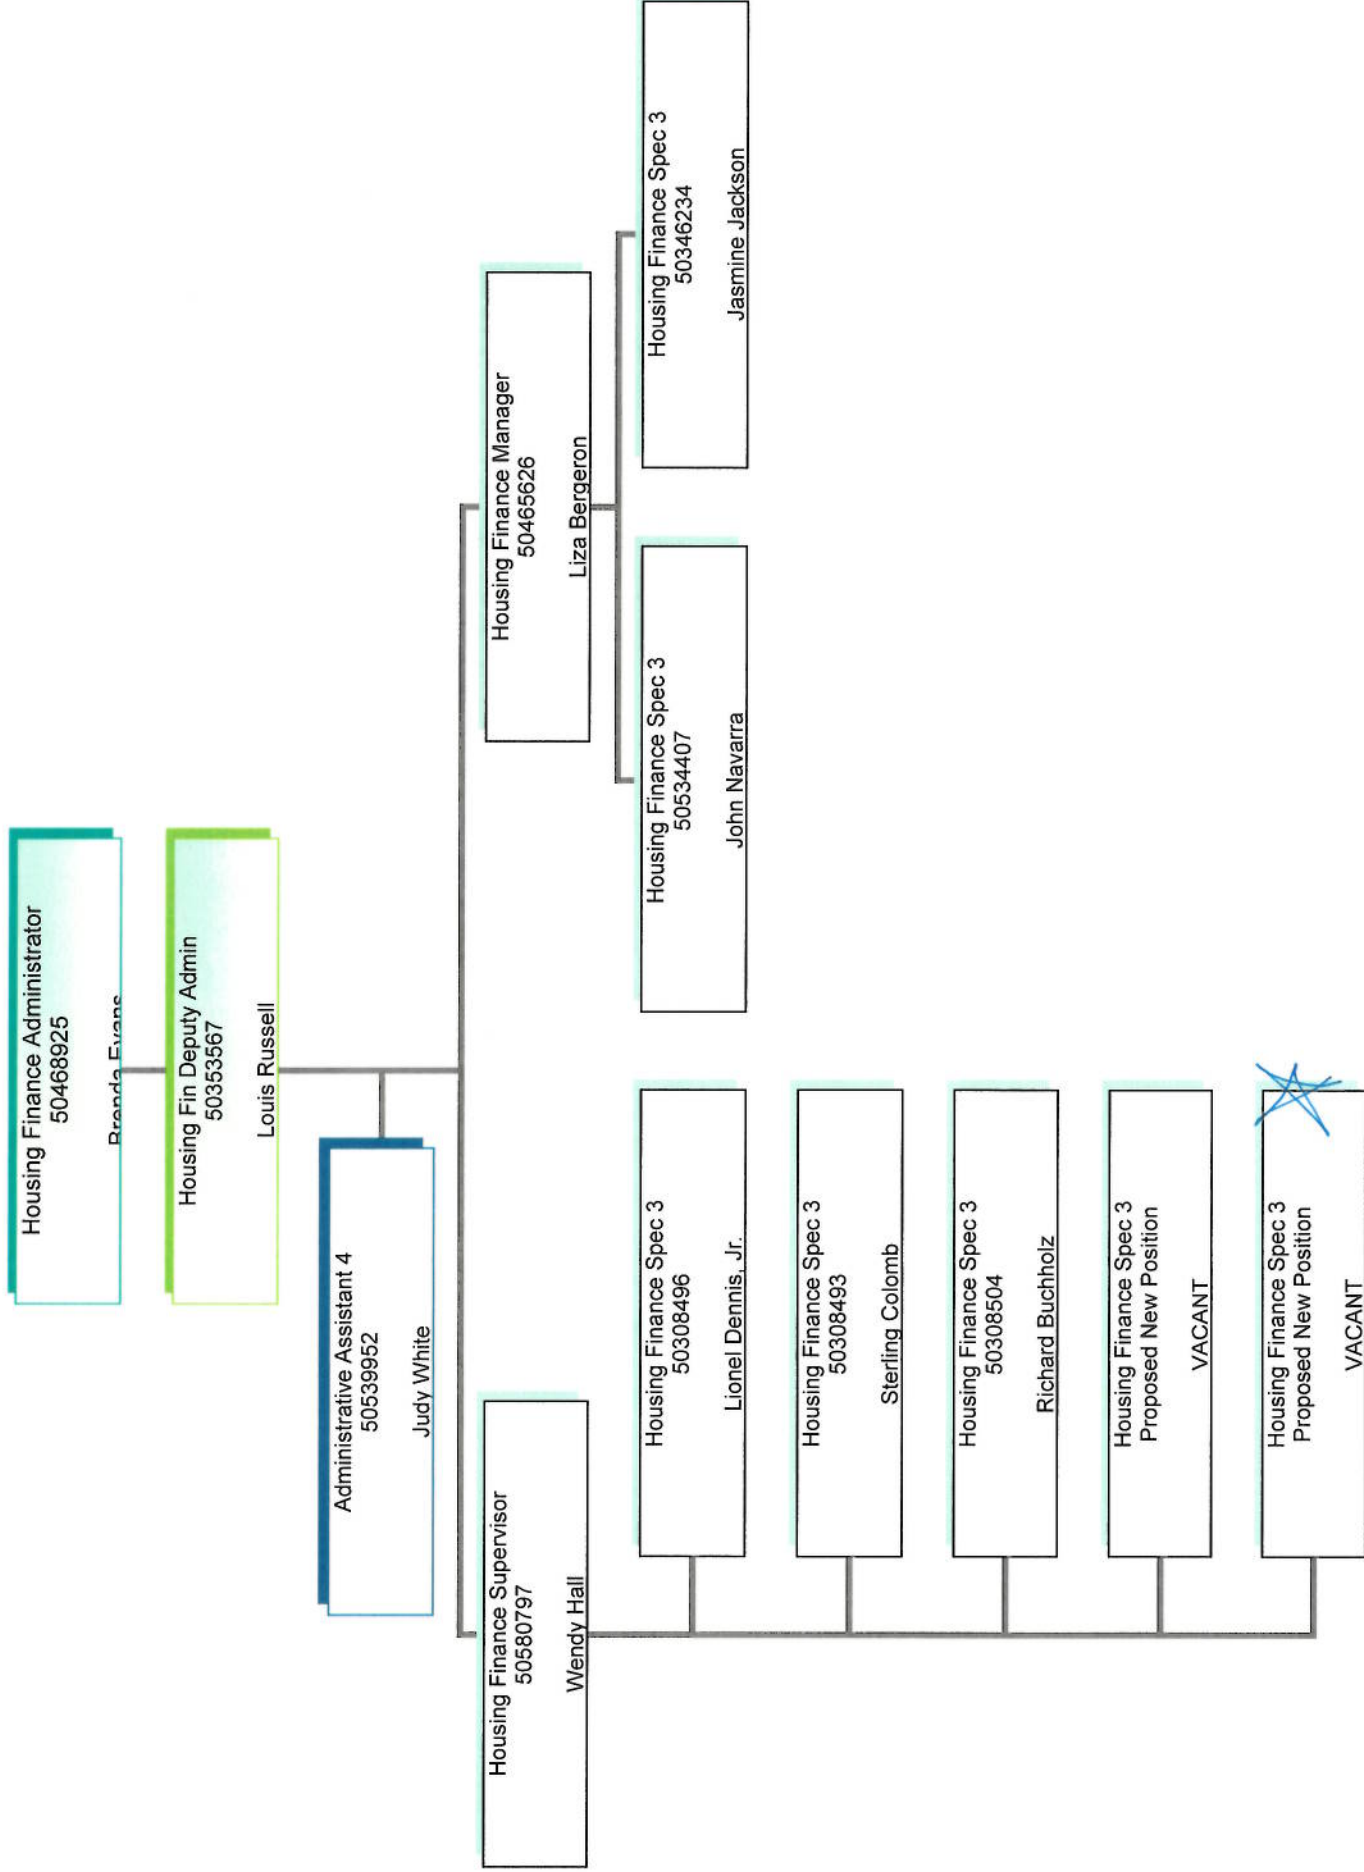 Housing Finance Administrator
50468925
Brenda Evans
Housing Fin Deputy Admin
50353567
Louis Russell
Administrative Assistant 4
50539952
Judy White
Housing Finance Supervisor
50580797
Wendy Hall
Housing Finance Manager
50465626
Liza Bergeron
Housing Finance Spec 3
50308496
Lionel Dennis, Jr.
Housing Finance Spec 3
50308493
Sterling Colomb
Housing Finance Spec 3
50308504
Richard Buchholz
Housing Finance Spec 3
Proposed New Position
VACANT
Housing Finance Spec 3
Proposed New Position
VACANT
Housing Finance Spec 3
50534407
John Navarra
Housing Finance Spec 3
50346234
Jasmine Jackson